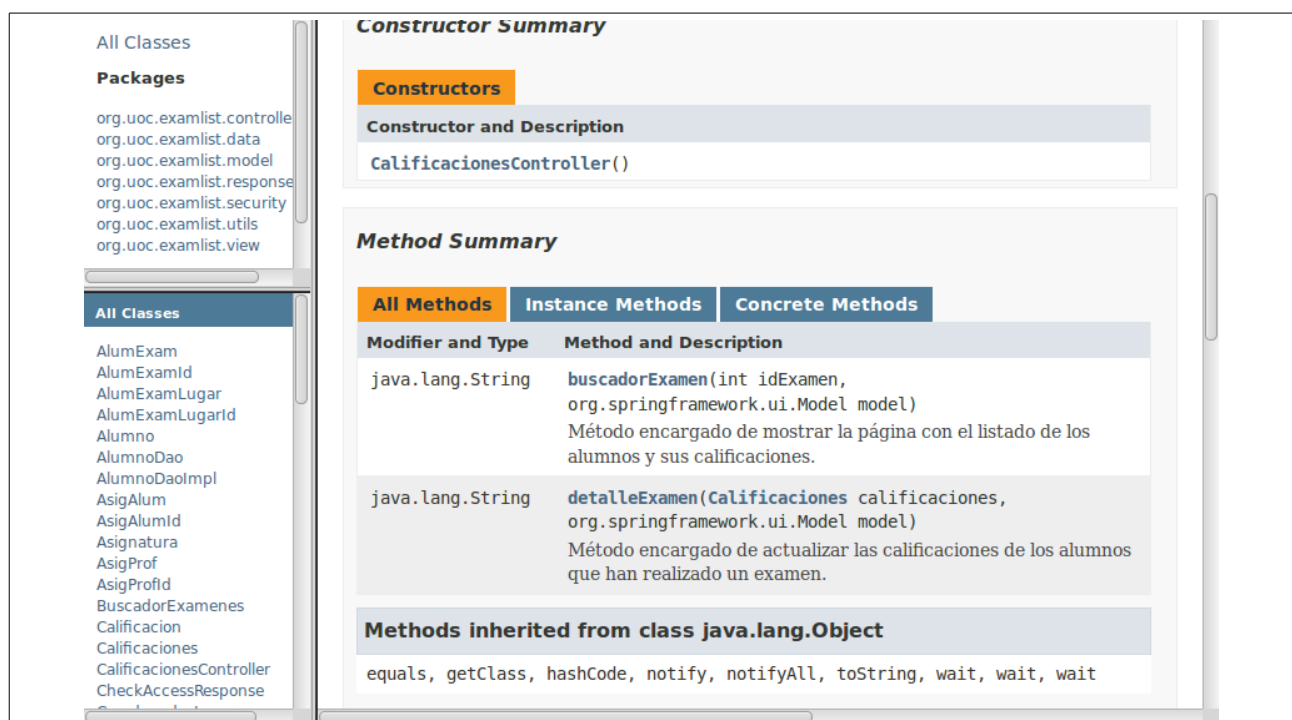 All Classes
Packages
org.uoc.examlist.controlle
org.uoc.examlist.data
org.uoc.examlist.model
org.uoc.examlist.response
org.uoc.examlist.security
org.uoc.examlist.utils
org.uoc.examlist.view
All Classes
AlumExam
AlumExamId
AlumExamLugar
AlumExamLugarId
Alumno
AlumnoDao
AlumnoDaoImpl
AsigAlum
AsigAlumId
Asignatura
AsigProf
AsigProfId
BuscadorExamenes
Calificacion
Calificaciones
CalificacionesController
CheckAccessResponse
Constructor Summary
Constructors
Constructor and Description
CalificacionesController()
Method Summary
All Methods Instance Methods Concrete Methods
Modifier and Type Method and Description
java.lang.String buscadorExamen(int idExamen,
org.springframework.ui.Model model)
Método encargado de mostrar la página con el listado de los
alumnos y sus calificaciones.
java.lang.String detalleExamen(Calificaciones calificaciones,
org.springframework.ui.Model model)
Método encargado de actualizar las calificaciones de los alumnos
que han realizado un examen.
Methods inherited from class java.lang.Object
equals, getClass, hashCode, notify, notifyAll, toString, wait, wait, wait